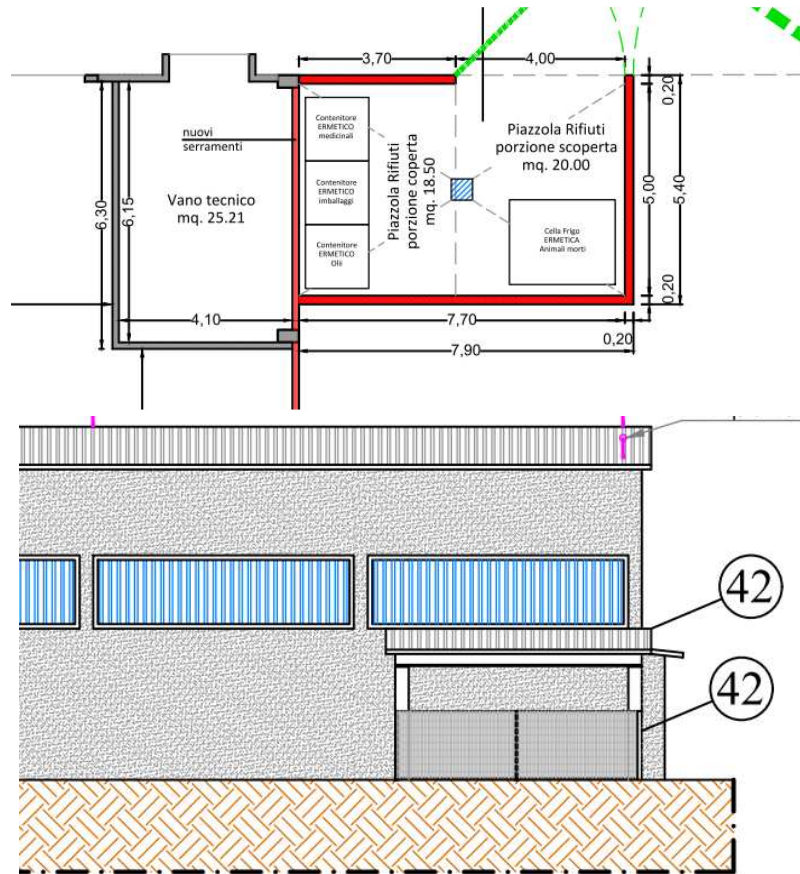 3,70
4,00
nuovi
serramenti
Vano tecnico
mq. 25.21
6,30
6,15
4,10
Contenitore
ERMETICO
medicinali
Contenitore
ERMETICO
imballaggi
Contenitore
ERMETICO
Olii
Piazzola Rifiuti
porzione coperta
mq. 18.50
Piazzola Rifiuti
porzione scoperta
mq. 20.00
Cella Frigo
ERMETICA
Animali morti
0,20
5,00
5,40
0,20
7,70
0,20
7,90
42
42